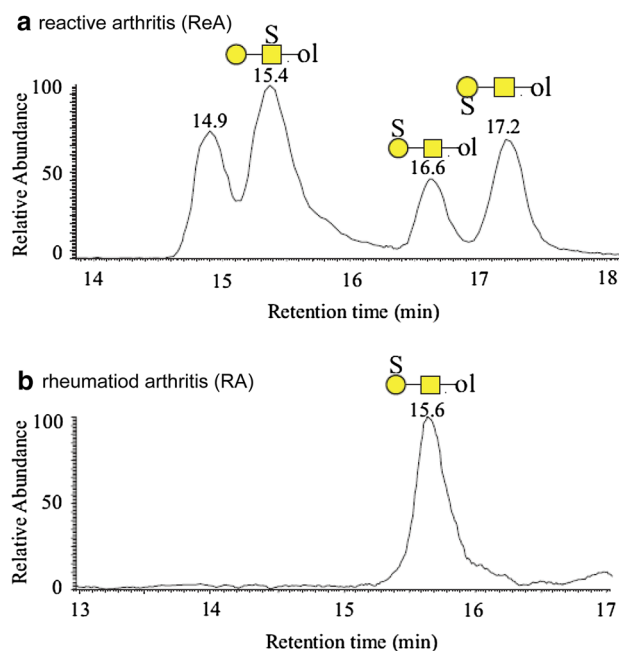 a reactive arthritis (ReA)
S
ol
15.4
14.9
S
ol
16.6
S
ol
17.2
100
50
0
Relative Abundance
14 15 16 17 18
Retention time (min)
b rheumatiod arthritis (RA)
S
ol
15.6
100
50
0
Relative Abundance
13 14 15 16 17
Retention time (min)